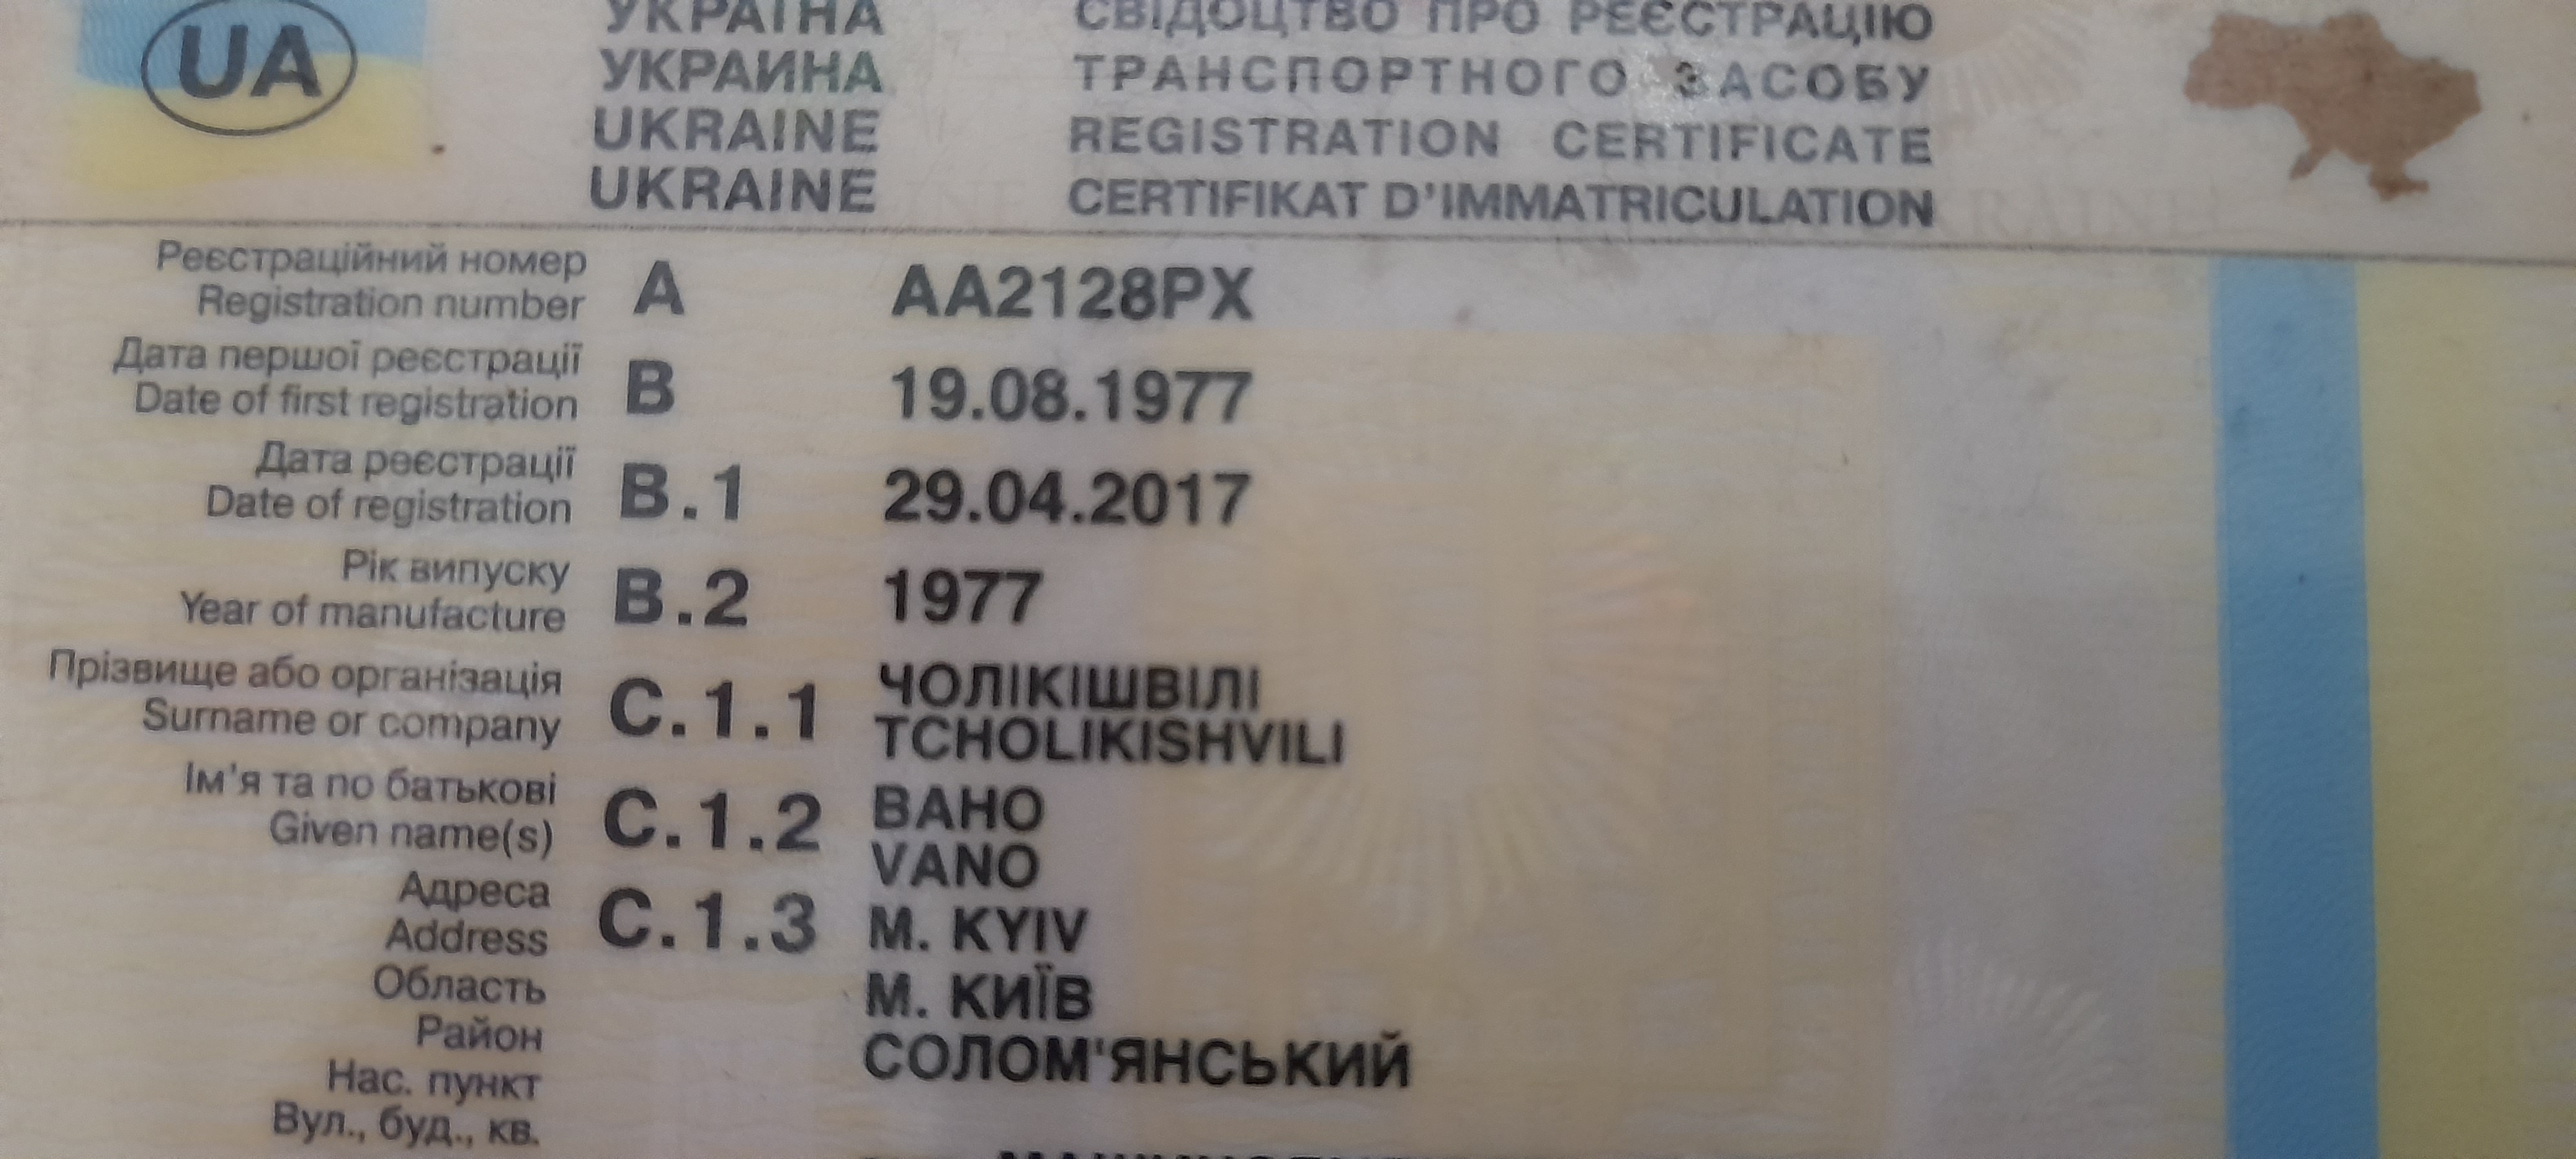 UA
УКРАЇНА
УКРАИНА
UKRAINE
UKRAINE
СВІДОЦТВО ПРО РЕЄСТРАЦІЮ
ТРАНСПОРТНОГО ЗАСОБУ
REGISTRATION CERTIFICATE
CERTIFIKAT D'IMMATRICULATION
Реєстраційний номер
Registration number
A
AA2128PX
Дата першої реєстрації
Date of first registration
B
19.08.1977
Дата реєстрації
Date of registration
B.1
29.04.2017
Рік випуску
Year of manufacture
B.2
1977
Прізвище або організація
Surname or company
C.1.1
ЧОЛІКІШВІЛІ
TCHOLIKISHVILI
Ім'я та по батькові
Given name(s)
C.1.2
ВАНО
VANO
Адреса
Address
C.1.3
M. KYIV
Область
М. КИЇВ
Район
СОЛОМ'ЯНСЬКИЙ
Нас. пункт
Вул., буд., кв.